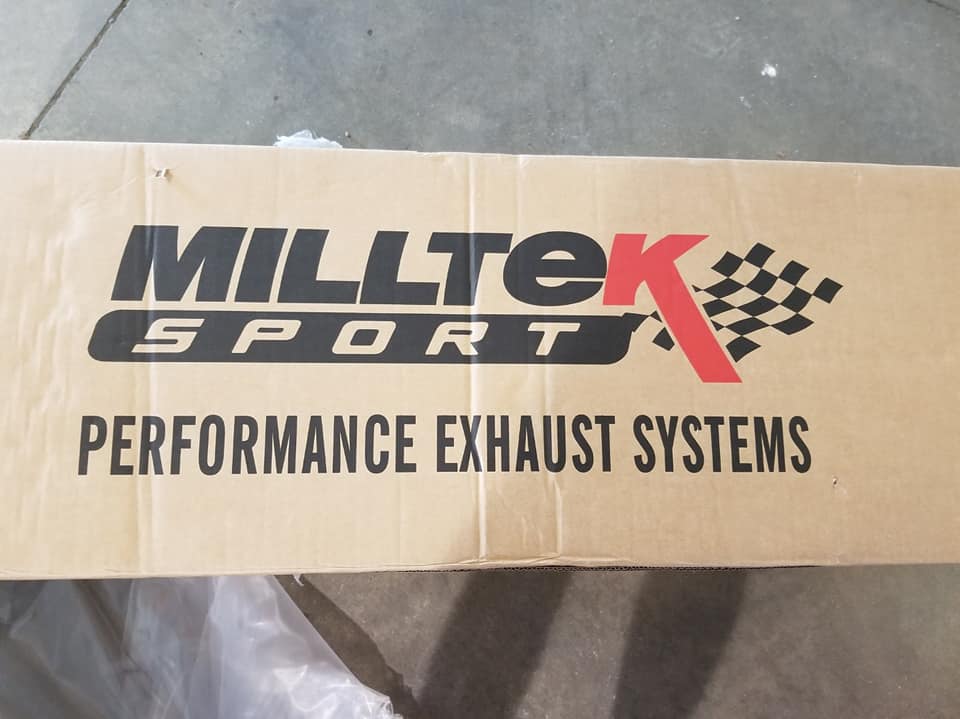 MILLTeK
SPORT
PERFORMANCE EXHAUST SYSTEMS